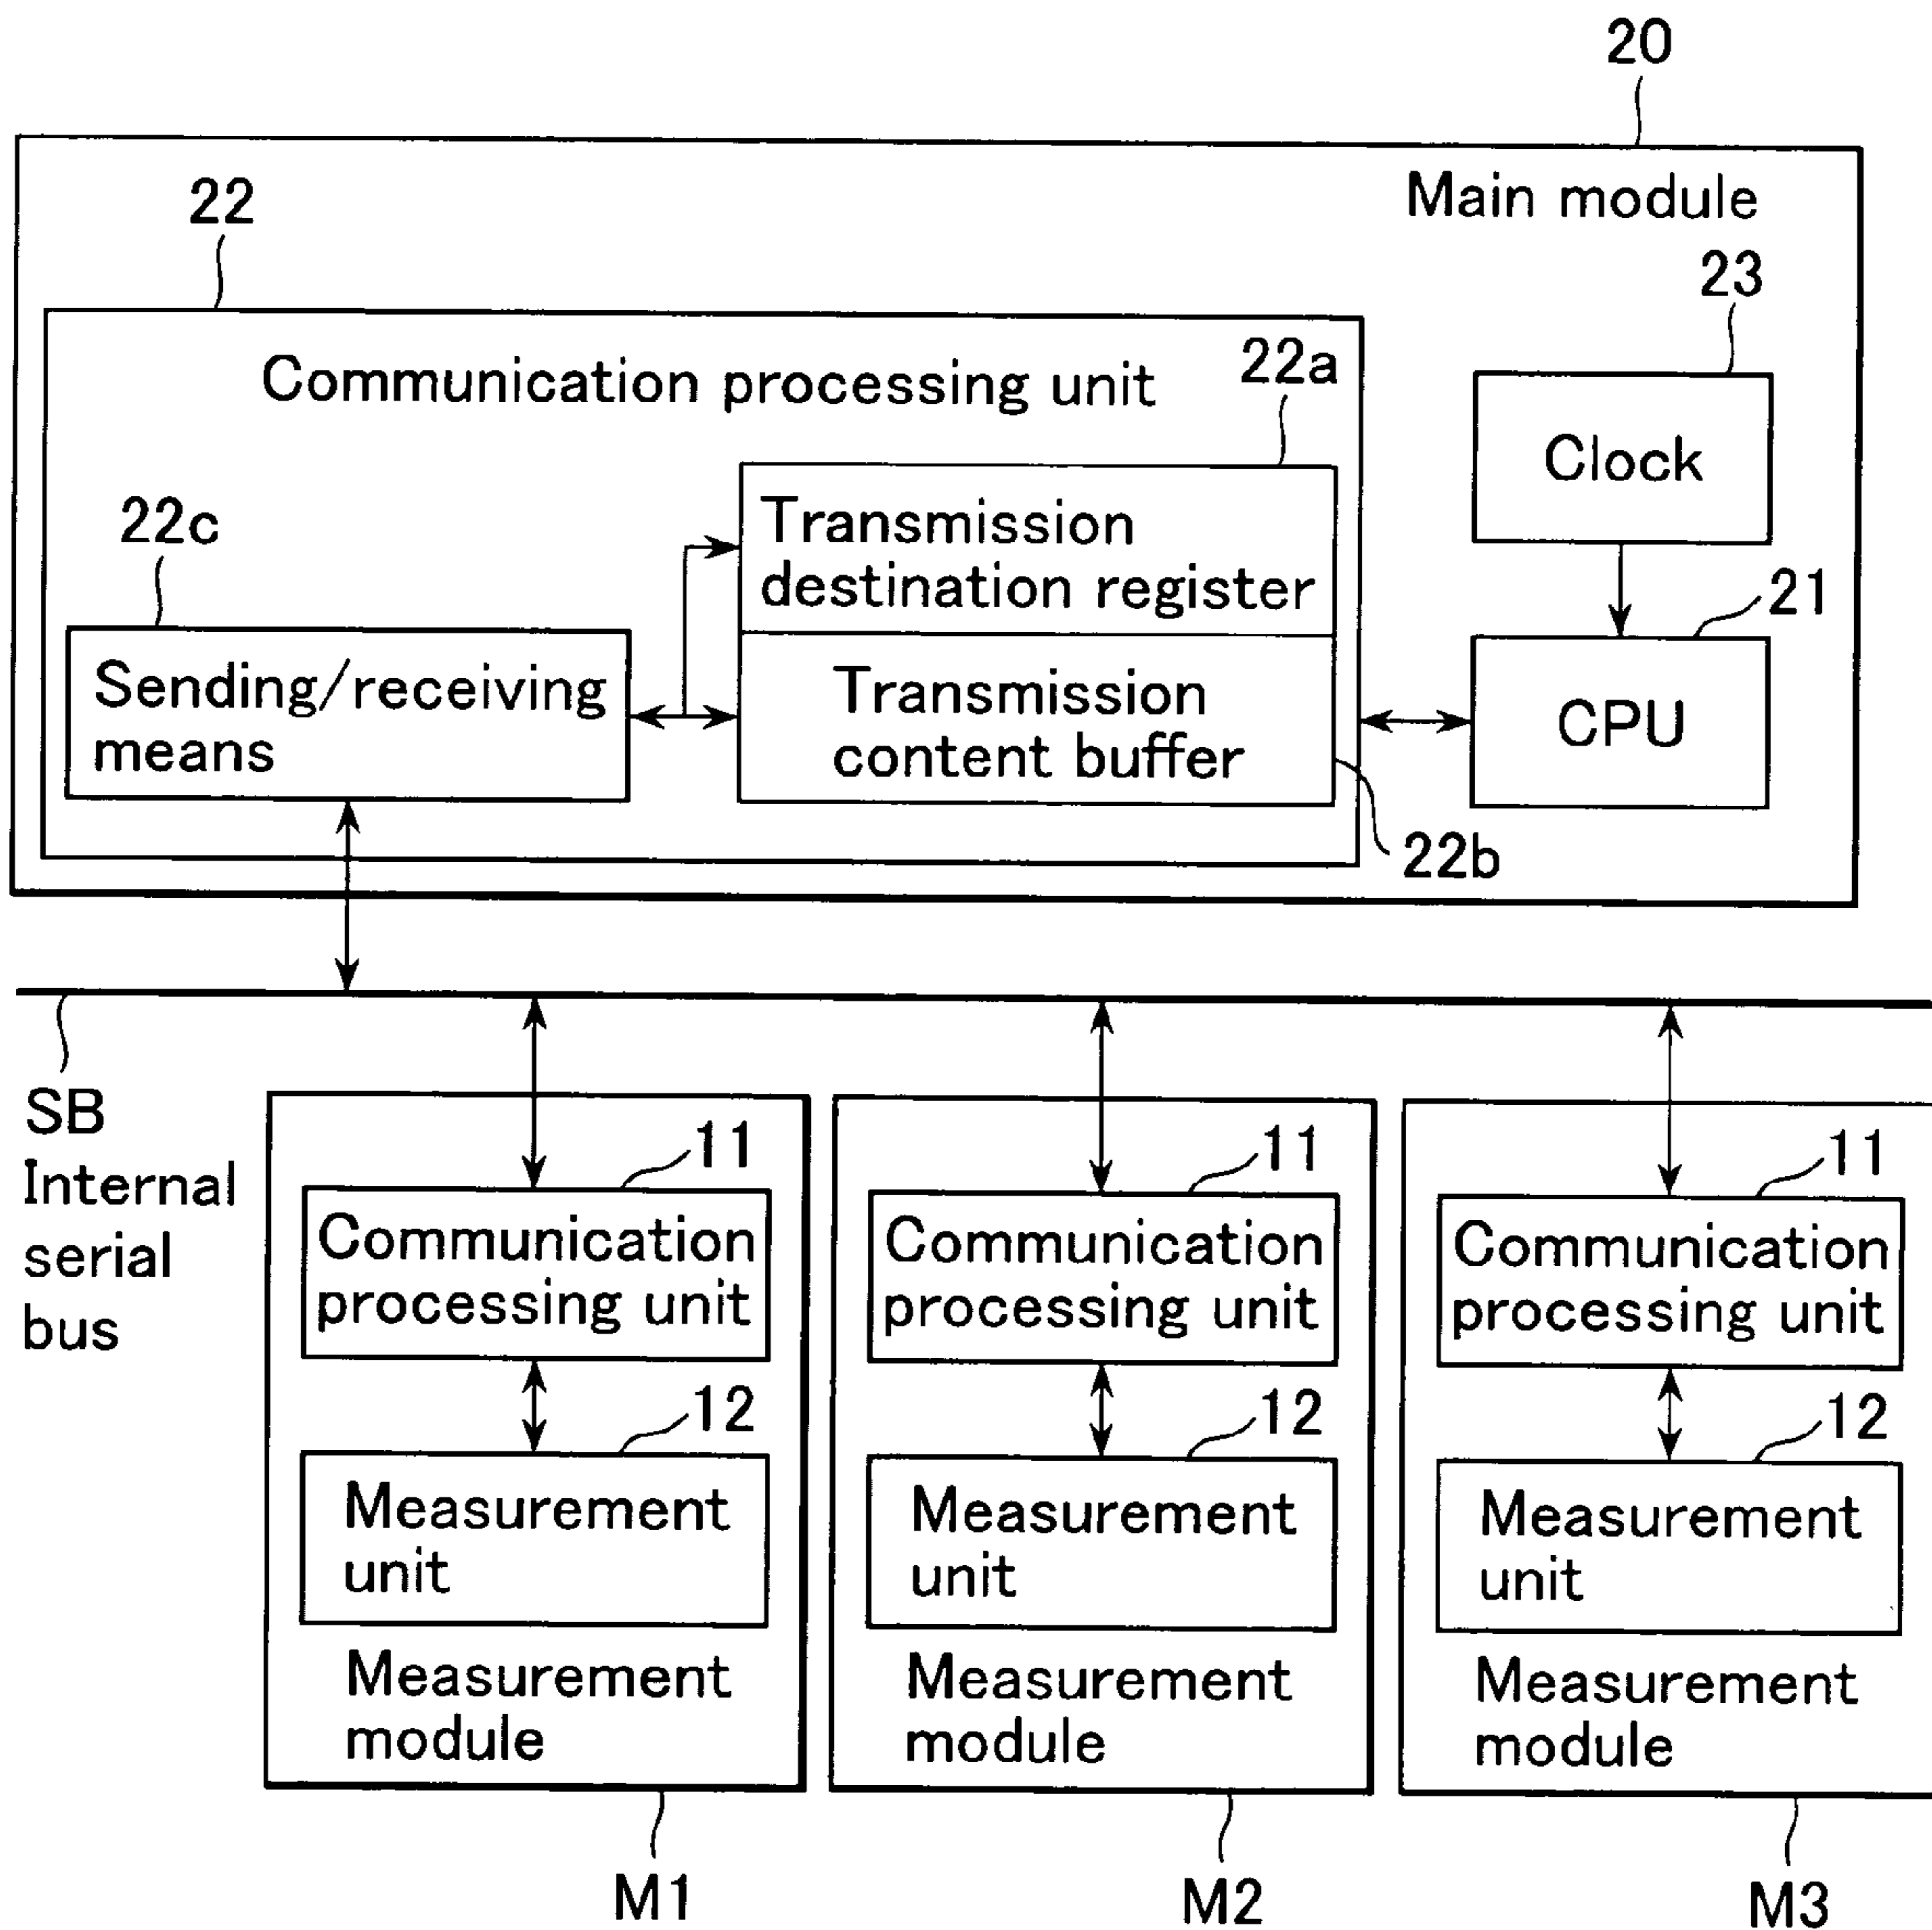 20
Main module
22
23
Communication processing unit
22a
Clock
22c
Transmission
destination register
21
Sending/receiving
means
Transmission
content buffer
CPU
22b
SB
Internal
serial
bus
11
Communication
processing unit
12
Measurement
unit
Measurement
module
M1
11
Communication
processing unit
12
Measurement
unit
Measurement
module
M2
11
Communication
processing unit
12
Measurement
unit
Measurement
module
M3